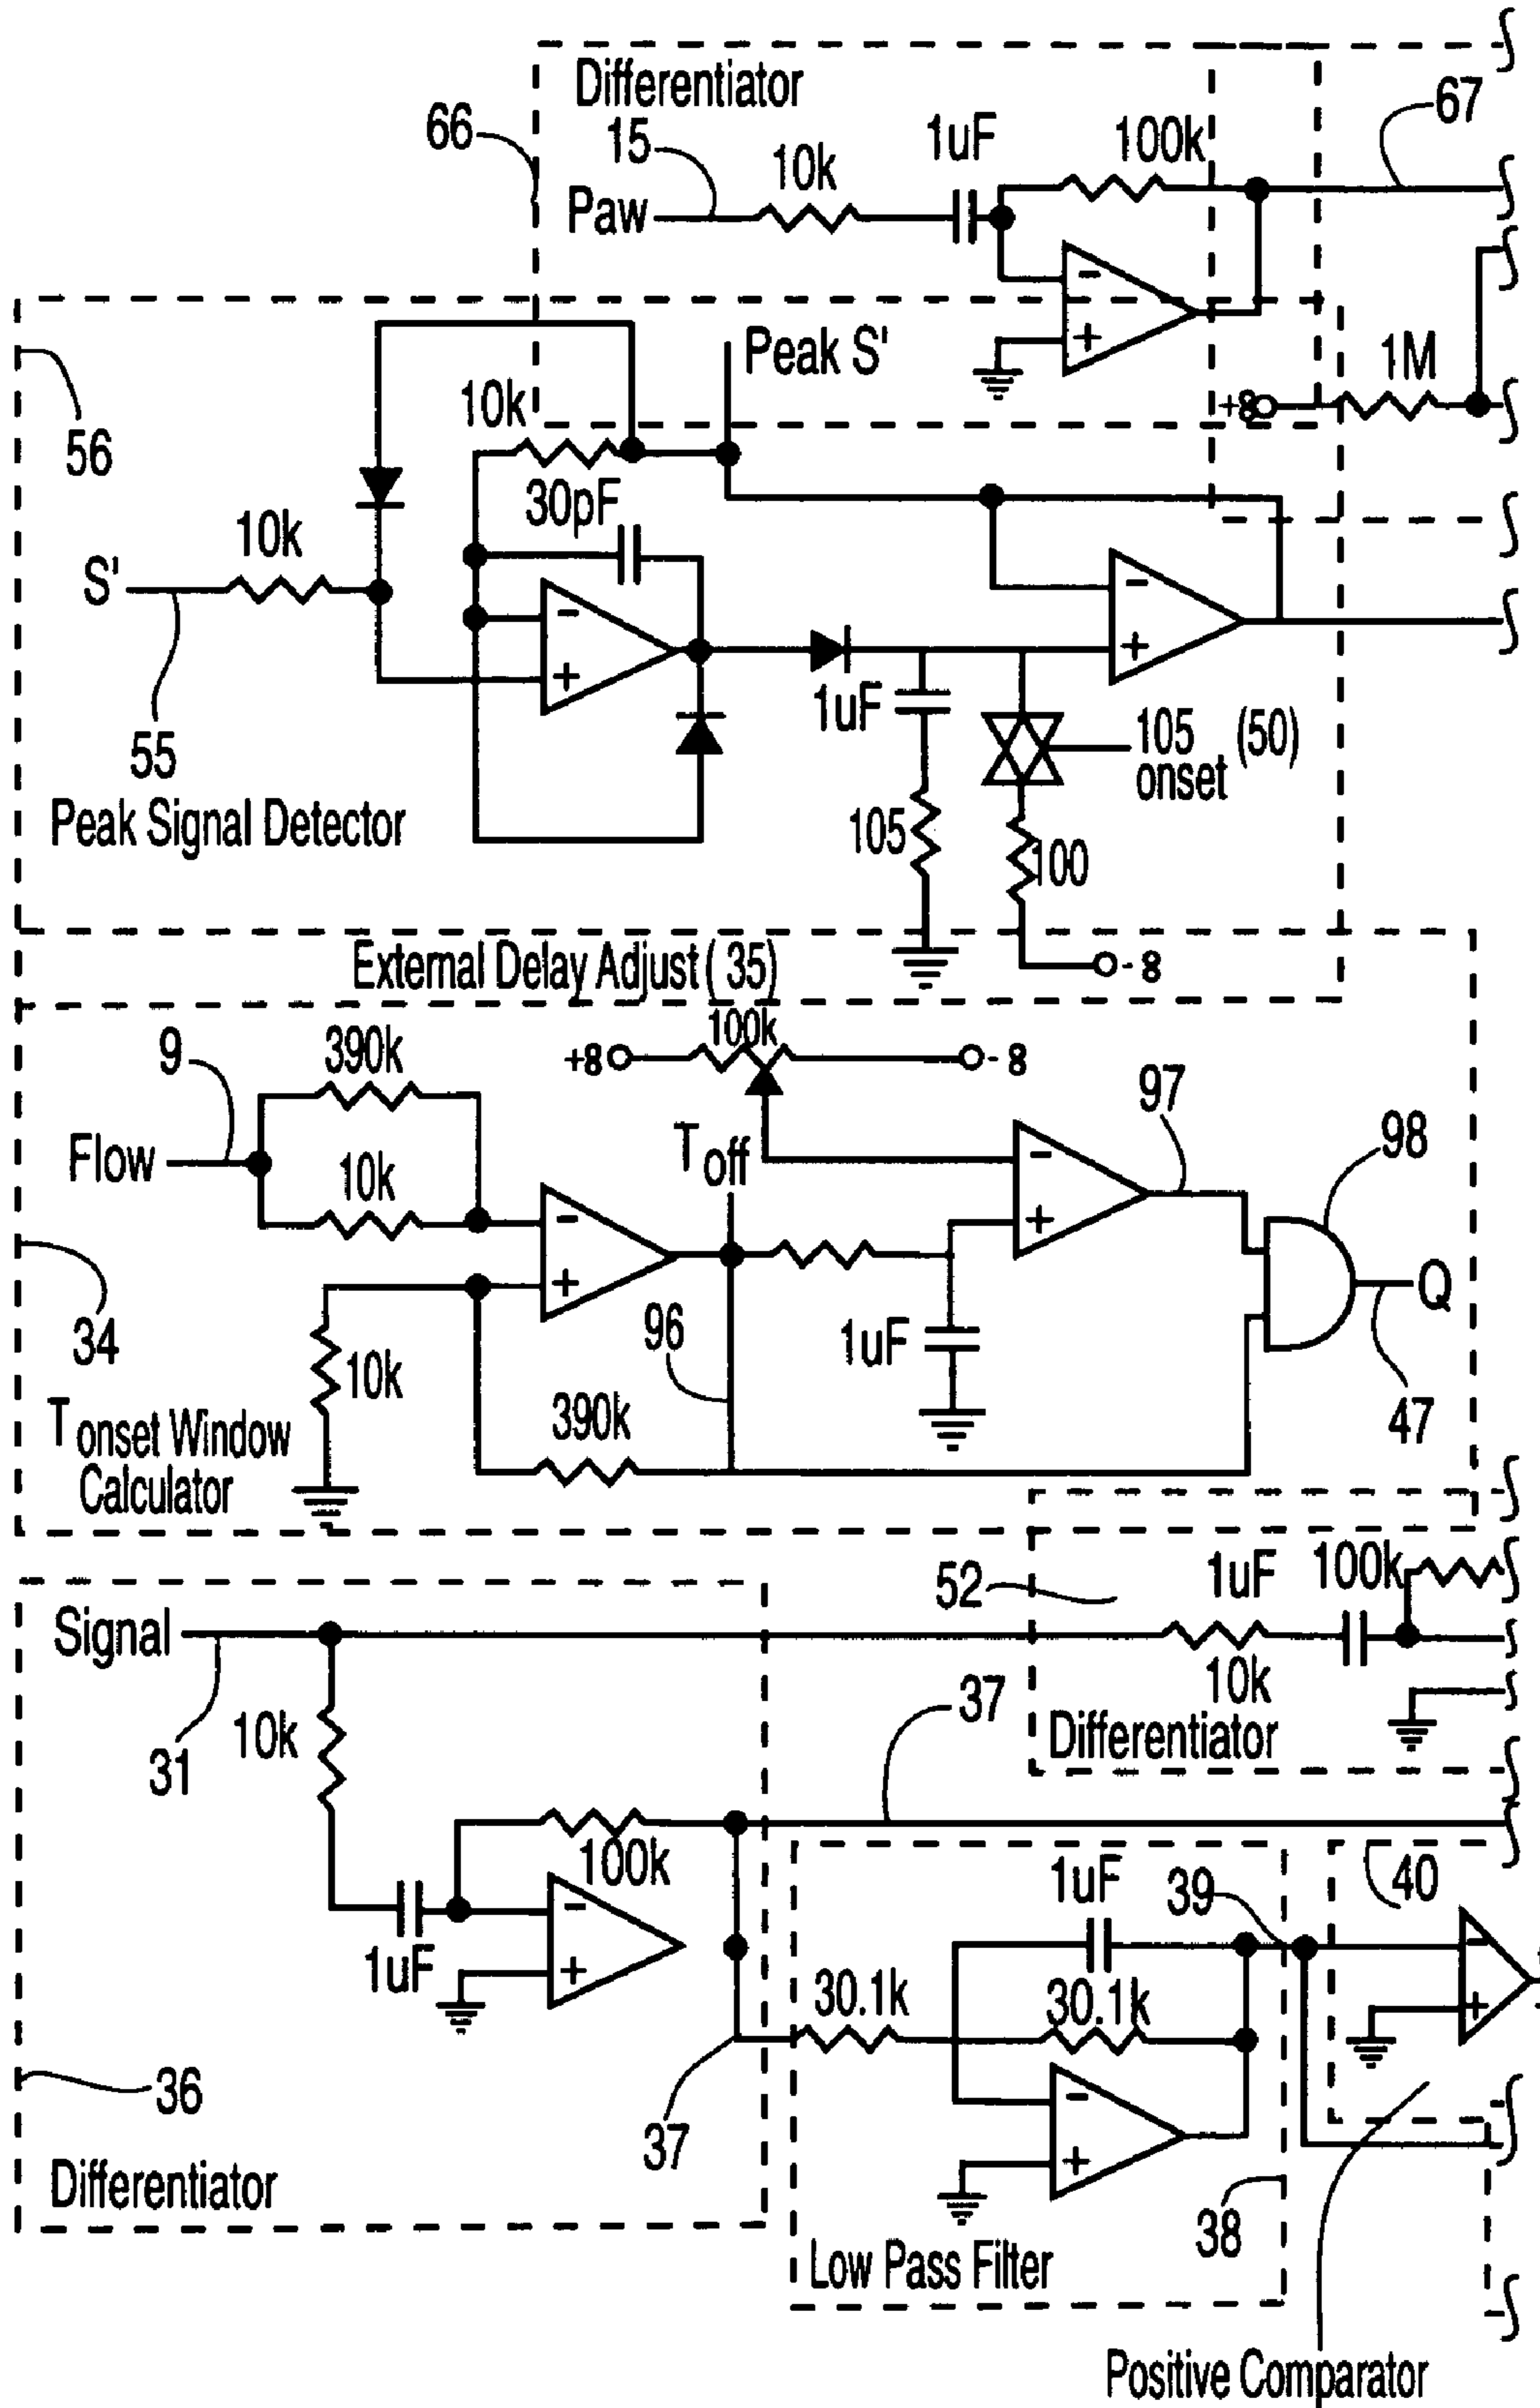 Differentiator
66
15
10k
1uF
100k
67
Paw
-
+
Peak S'
1M
+8
56
10k
30pF
10k
S'
-
+
-
+
55
1uF
105 (50)
onset
Peak Signal Detector
105
100
- 8
External Delay Adjust ( 35)
9
390k
100k
+8
- 8
97
Flow
T off
98
10k
-
+
-
+
Q
34
96
1uF
10k
390k
47
T onset Window
Calculator
52
1uF
100k
Signal
10k
37
10k
31
Differentiator
100k
40
1uF
39
-
+
1uF
30.1k
30.1k
-
+
36
-
+
37
Differentiator
38
Low Pass Filter
Positive Comparator